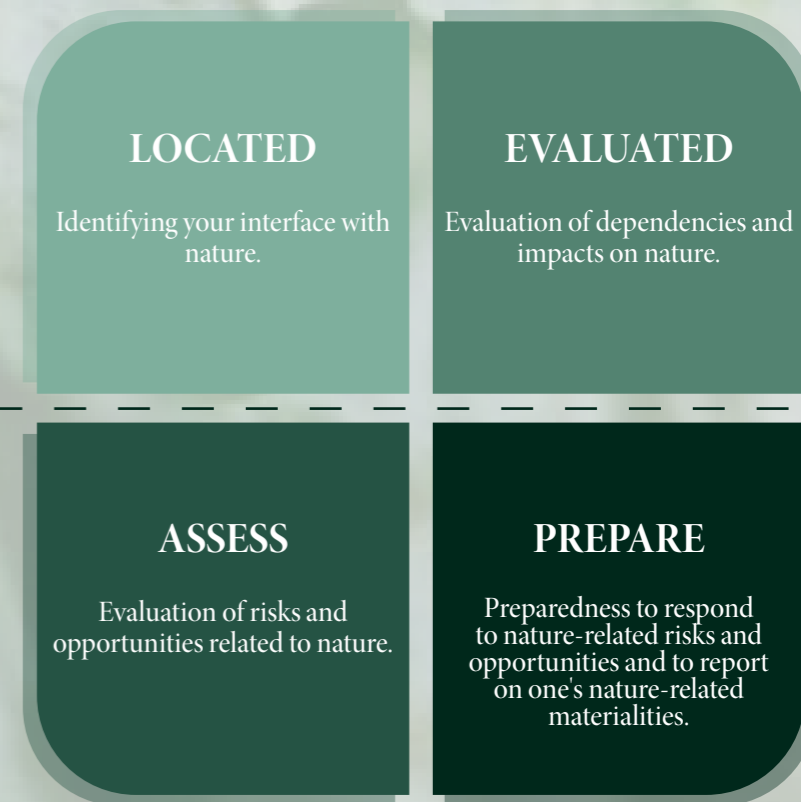 LOCATED
Identifying your interface with
nature.
EVALUATED
Evaluation of dependencies and
impacts on nature.
ASSESS
Evaluation of risks and
opportunities related to nature.
PREPARE
Preparedness to respond
to nature-related risks and
opportunities and to report
on one's nature-related
materialities.